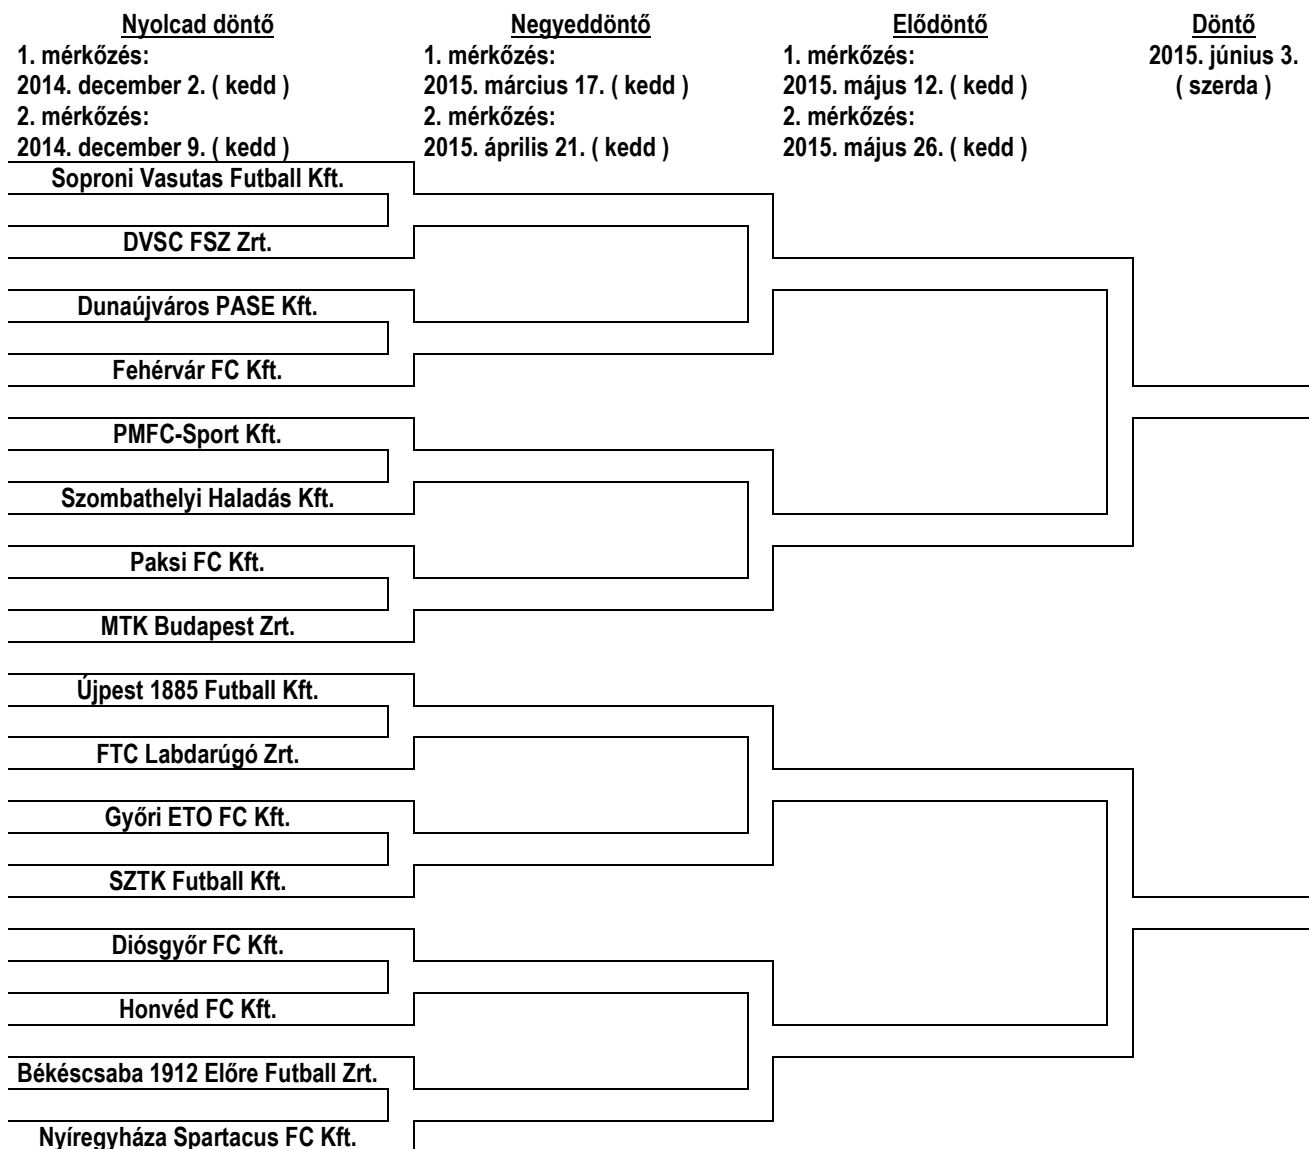 Nyolcad döntő
1. mérkőzés:
2014. december 2. ( kedd )
2. mérkőzés:
2014. december 9. ( kedd )
Negyeddöntő
1. mérkőzés:
2015. március 17. ( kedd )
2. mérkőzés:
2015. április 21. ( kedd )
Elődöntő
1. mérkőzés:
2015. május 12. ( kedd )
2. mérkőzés:
2015. május 26. ( kedd )
Döntő
2015. június 3.
( szerda )
Soproni Vasutas Futball Kft.
DVSC FSZ Zrt.
Dunaújváros PASE Kft.
Fehérvár FC Kft.
PMFC-Sport Kft.
Szombathelyi Haladás Kft.
Paksi FC Kft.
MTK Budapest Zrt.
Újpest 1885 Futball Kft.
FTC Labdarúgó Zrt.
Győri ETO FC Kft.
SZTK Futball Kft.
Diósgyőr FC Kft.
Honvéd FC Kft.
Békéscsaba 1912 Előre Futball Zrt.
Nyíregyháza Spartacus FC Kft.